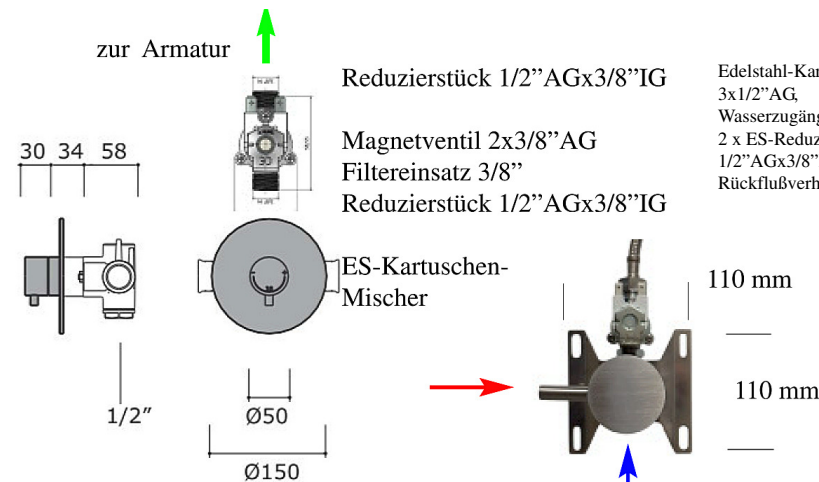 zur Armatur
Reduzierstück 1/2”AGx3/8”IG
Magnetventil 2x3/8”AG
Filtereinsatz 3/8”
Reduzierstück 1/2”AGx3/8”IG
ES-Kartuschen-
Mischer
Edelstahl-Kar
3x1/2”AG,
Wasserzugäng
2 x ES-Reduz
1/2”AGx3/8”
Rückflußverh
30 34 58
1/2”
Ø50
Ø150
110 mm
110 mm